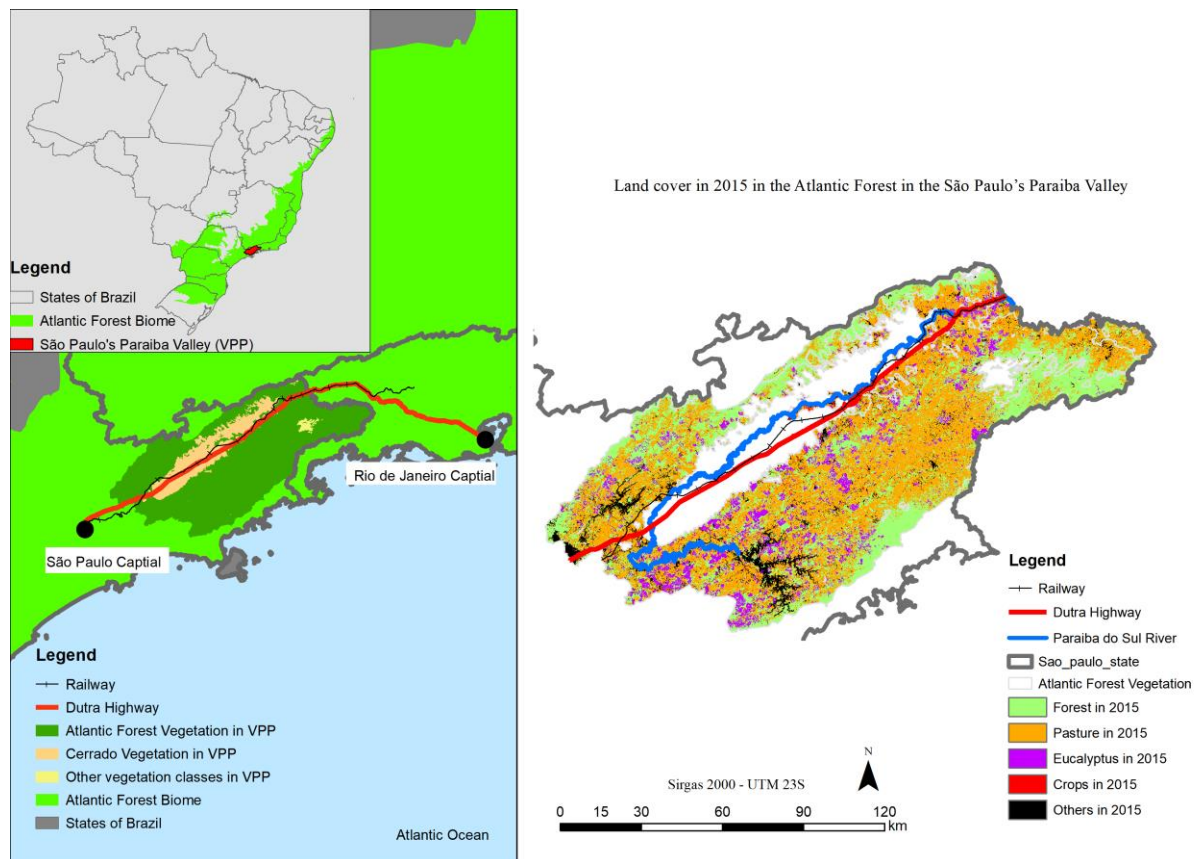 Legend
States of Brazil
Atlantic Forest Biome
São Paulo's Paraiba Valley (VPP)
Rio de Janeiro Captial
São Paulo Captial
Legend
Railway
Dutra Highway
Atlantic Forest Vegetation in VPP
Cerrado Vegetation in VPP
Other vegetation classes in VPP
Atlantic Forest Biome
States of Brazil
Atlantic Ocean
Land cover in 2015 in the Atlantic Forest in the São Paulo's Paraiba Valley
Legend
Railway
Dutra Highway
Paraiba do Sul River
Sao_paulo_state
Atlantic Forest Vegetation
Forest in 2015
Pasture in 2015
Eucalyptus in 2015
Crops in 2015
Others in 2015
N
Sirgas 2000 - UTM 23S
0 15 30 60 90 120
km